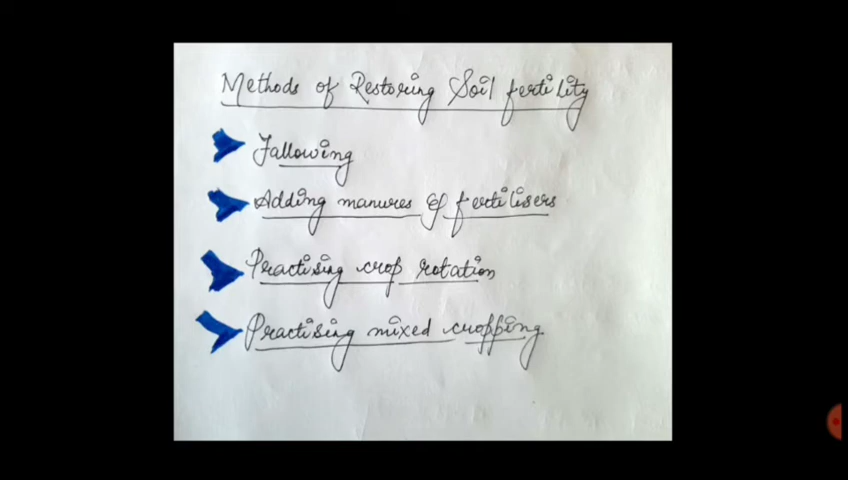 Methods of Restoring Soil fertility
Fallowing
Adding manures & fertilisers
Practising crop rotation
Practising mixed cropping